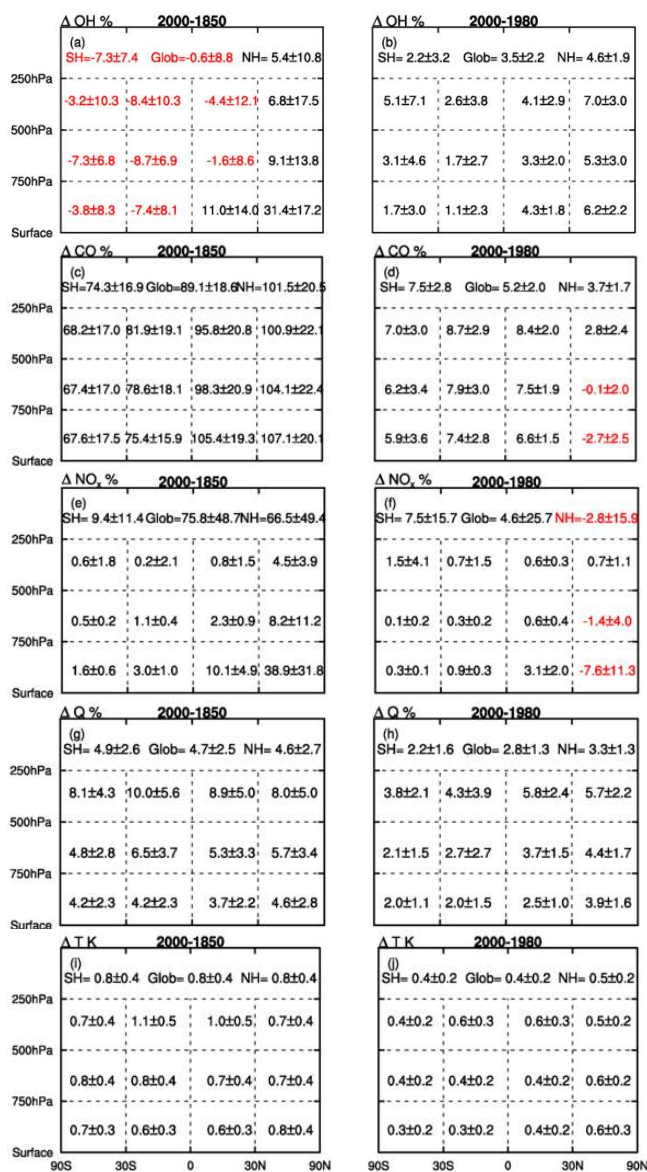 Δ OH % 2000-1850
(a)
SH=-7.3±7.4 Glob=-0.6±8.8 NH= 5.4±10.8
250hPa
-3.2±10.3 -8.4±10.3 -4.4±12.1 6.8±17.5
500hPa
-7.3±6.8 -8.7±6.9 -1.6±8.6 9.1±13.8
750hPa
-3.8±8.3 -7.4±8.1 11.0±14.0 31.4±17.2
Surface
Δ OH % 2000-1980
(b)
SH= 2.2±3.2 Glob= 3.5±2.2 NH= 4.6±1.9
5.1±7.1 2.6±3.8 4.1±2.9 7.0±3.0
3.1±4.6 1.7±2.7 3.3±2.0 5.3±3.0
1.7±3.0 1.1±2.3 4.3±1.8 6.2±2.2
Δ CO % 2000-1850
(c)
SH=74.3±16.9 Glob=89.1±18.6 NH=101.5±20.5
250hPa
68.2±17.0 81.9±19.1 95.8±20.8 100.9±22.1
500hPa
67.4±17.0 78.6±18.1 98.3±20.9 104.1±22.4
750hPa
67.6±17.5 75.4±15.9 105.4±19.3 107.1±20.1
Surface
Δ CO % 2000-1980
(d)
SH= 7.5±2.8 Glob= 5.2±2.0 NH= 3.7±1.7
7.0±3.0 8.7±2.9 8.4±2.0 2.8±2.4
6.2±3.4 7.9±3.0 7.5±1.9 -0.1±2.0
5.9±3.6 7.4±2.8 6.6±1.5 -2.7±2.5
Δ NOₓ % 2000-1850
(e)
SH= 9.4±11.4 Glob=75.8±48.7 NH=66.5±49.4
250hPa
0.6±1.8 0.2±2.1 0.8±1.5 4.5±3.9
500hPa
0.5±0.2 1.1±0.4 2.3±0.9 8.2±11.2
750hPa
1.6±0.6 3.0±1.0 10.1±4.9 38.9±31.8
Surface
Δ NOₓ % 2000-1980
(f)
SH= 7.5±15.7 Glob= 4.6±25.7 NH=-2.8±15.9
1.5±4.1 0.7±1.5 0.6±0.3 0.7±1.1
0.1±0.2 0.3±0.2 0.6±0.4 -1.4±4.0
0.3±0.1 0.9±0.3 3.1±2.0 -7.6±11.3
Δ Q % 2000-1850
(g)
SH= 4.9±2.6 Glob= 4.7±2.5 NH= 4.6±2.7
250hPa
8.1±4.3 10.0±5.6 8.9±5.0 8.0±5.0
500hPa
4.8±2.8 6.5±3.7 5.3±3.3 5.7±3.4
750hPa
4.2±2.3 4.2±2.3 3.7±2.2 4.6±2.8
Surface
Δ Q % 2000-1980
(h)
SH= 2.2±1.6 Glob= 2.8±1.3 NH= 3.3±1.3
3.8±2.1 4.3±3.9 5.8±2.4 5.7±2.2
2.1±1.5 2.7±2.7 3.7±1.5 4.4±1.7
2.0±1.1 2.0±1.5 2.5±1.0 3.9±1.6
Δ T K 2000-1850
(i)
SH= 0.8±0.4 Glob= 0.8±0.4 NH= 0.8±0.4
250hPa
0.7±0.4 1.1±0.5 1.0±0.5 0.7±0.4
500hPa
0.8±0.4 0.8±0.4 0.7±0.4 0.7±0.4
750hPa
0.7±0.3 0.6±0.3 0.6±0.3 0.8±0.4
Surface
90S 30S 0 30N 90N
Δ T K 2000-1980
(j)
SH= 0.4±0.2 Glob= 0.4±0.2 NH= 0.5±0.2
0.4±0.2 0.6±0.3 0.6±0.3 0.5±0.2
0.4±0.2 0.4±0.2 0.4±0.2 0.6±0.2
0.3±0.2 0.3±0.2 0.4±0.2 0.6±0.3
90S 30S 0 30N 90N